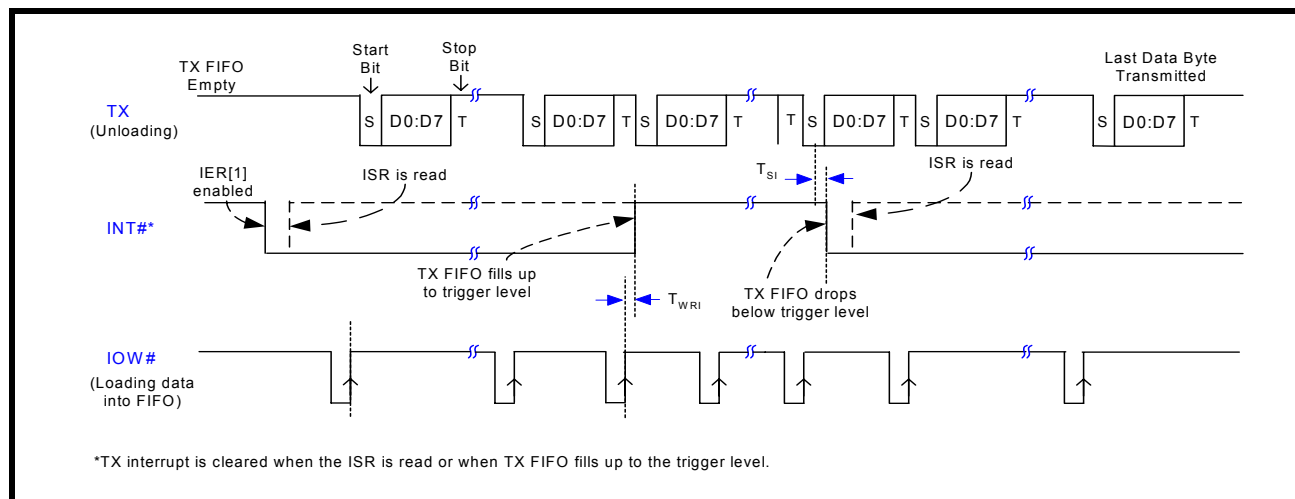 TX FIFO
Empty
Start
Bit
Stop
Bit
Last Data Byte
Transmitted
TX
(Unloading)
S D0:D7 T S D0:D7 T S D0:D7 T T S D0:D7 T S D0:D7 T S D0:D7 T
IER[1]
enabled
ISR is read
TSI
ISR is read
INT#*
TX FIFO fills up
to trigger level
TWRI
TX FIFO drops
below trigger level
IOW#
(Loading data
into FIFO)
*TX interrupt is cleared when the ISR is read or when TX FIFO fills up to the trigger level.